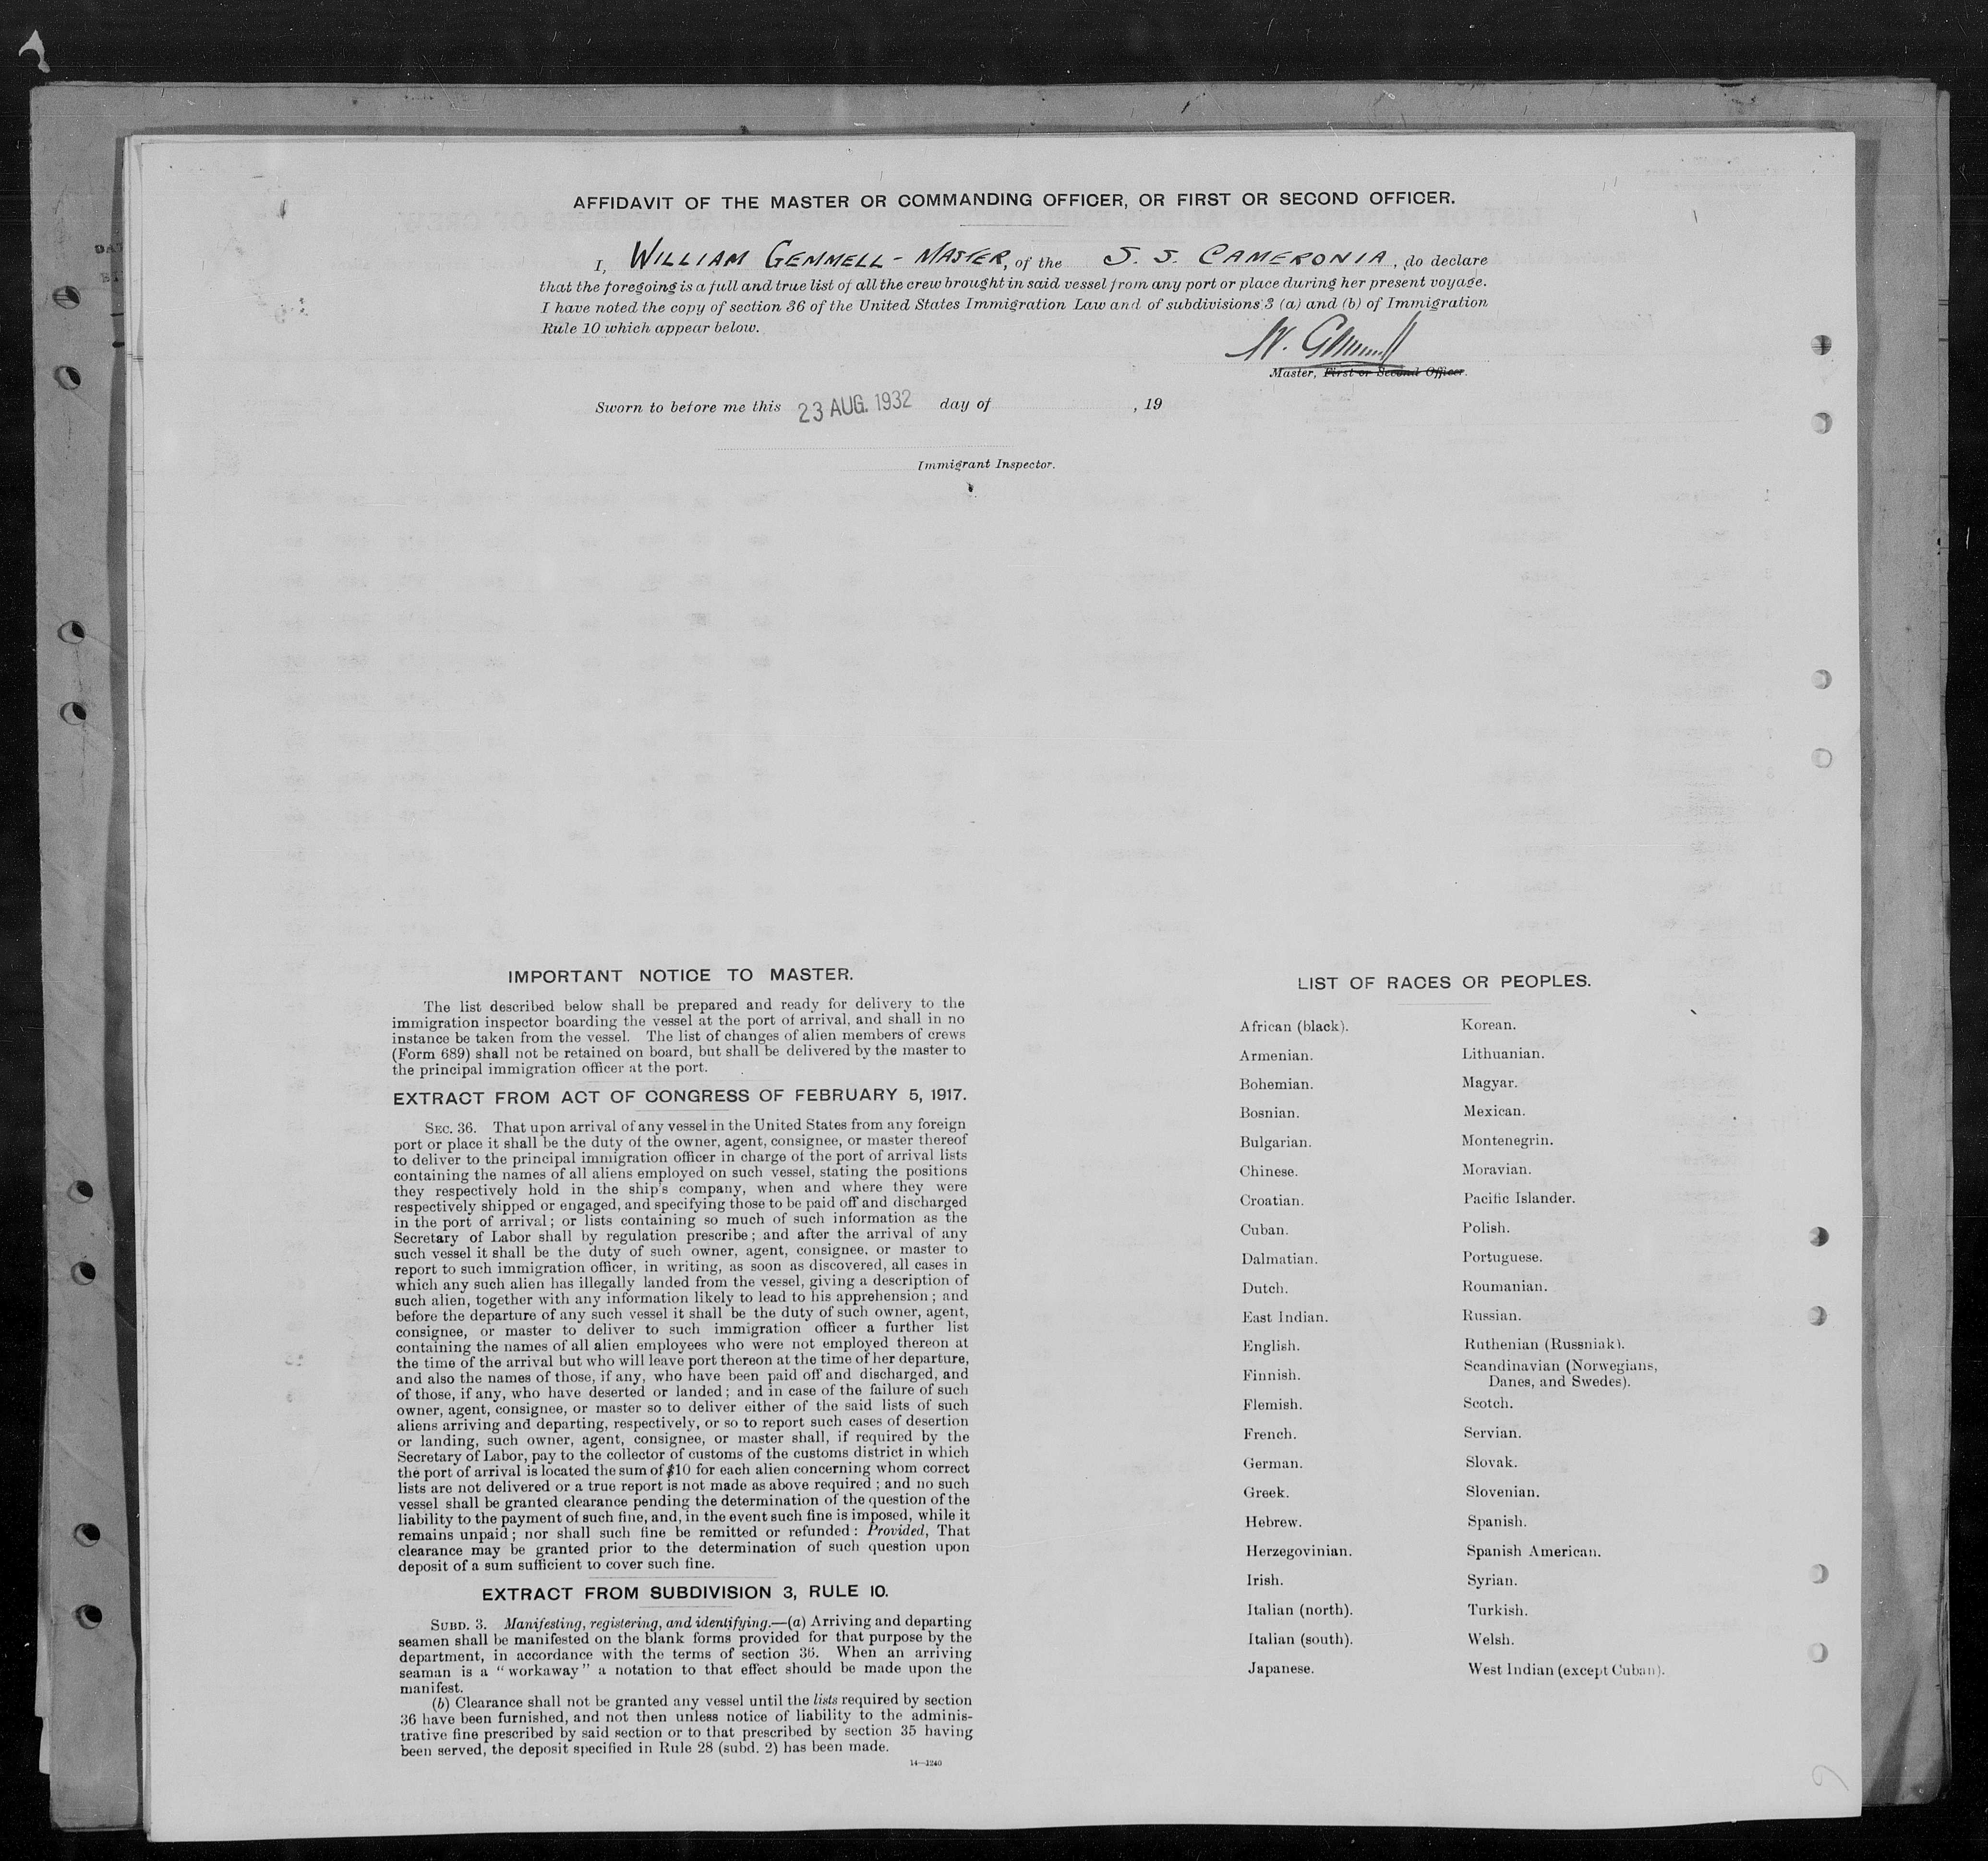 AFFIDAVIT OF THE MASTER OR COMMANDING OFFICER, OR FIRST OR SECOND OFFICER.
I, WILLIAM GEMMELL - MASTER, of the S. S. CAMERONIA, do declare
that the foregoing is a full and true list of all the crew brought in said vessel from any port or place during her present voyage.
I have noted the copy of section 36 of the United States Immigration Law and of subdivisions 3 (a) and (b) of Immigration
Rule 10 which appear below.
W. Gemmell
Master, First or Second Officer.
Sworn to before me this 23 AUG. 1932 day of , 19
Immigrant Inspector.
IMPORTANT NOTICE TO MASTER.
The list described below shall be prepared and ready for delivery to the
immigration inspector boarding the vessel at the port of arrival, and shall in no
instance be taken from the vessel. The list of changes of alien members of crews
(Form 689) shall not be retained on board, but shall be delivered by the master to
the principal immigration officer at the port.
EXTRACT FROM ACT OF CONGRESS OF FEBRUARY 5, 1917.
SEC. 36. That upon arrival of any vessel in the United States from any foreign
port or place it shall be the duty of the owner, agent, consignee, or master thereof
to deliver to the principal immigration officer in charge of the port of arrival lists
containing the names of all aliens employed on such vessel, stating the positions
they respectively hold in the ship's company, when and where they were
respectively shipped or engaged, and specifying those to be paid off and discharged
in the port of arrival; or lists containing so much of such information as the
Secretary of Labor shall by regulation prescribe; and after the arrival of any
such vessel it shall be the duty of such owner, agent, consignee, or master to
report to such immigration officer, in writing, as soon as discovered, all cases in
which any such alien has illegally landed from the vessel, giving a description of
such alien, together with any information likely to lead to his apprehension; and
before the departure of any such vessel it shall be the duty of such owner, agent,
consignee, or master to deliver to such immigration officer a further list
containing the names of all alien employees who were not employed thereon at
the time of the arrival but who will leave port thereon at the time of her departure,
and also the names of those, if any, who have been paid off and discharged, and
of those, if any, who have deserted or landed; and in case of the failure of such
owner, agent, consignee, or master so to deliver either of the said lists of such
aliens arriving and departing, respectively, or so to report such cases of desertion
or landing, such owner, agent, consignee, or master shall, if required by the
Secretary of Labor, pay to the collector of customs of the customs district in which
the port of arrival is located the sum of $10 for each alien concerning whom correct
lists are not delivered or a true report is not made as above required; and no such
vessel shall be granted clearance pending the determination of the question of the
liability to the payment of such fine, and, in the event such fine is imposed, while it
remains unpaid; nor shall such fine be remitted or refunded: Provided, That
clearance may be granted prior to the determination of such question upon
deposit of a sum sufficient to cover such fine.
EXTRACT FROM SUBDIVISION 3, RULE 10.
SUBD. 3. Manifesting, registering, and identifying.—(a) Arriving and departing
seamen shall be manifested on the blank forms provided for that purpose by the
department, in accordance with the terms of section 36. When an arriving
seaman is a "workaway" a notation to that effect should be made upon the
manifest.
(b) Clearance shall not be granted any vessel until the lists required by section
36 have been furnished, and not then unless notice of liability to the adminis-
trative fine prescribed by said section or to that prescribed by section 35 having
been served, the deposit specified in Rule 28 (subd. 2) has been made.
14—1240
LIST OF RACES OR PEOPLES.
African (black).
Armenian.
Bohemian.
Bosnian.
Bulgarian.
Chinese.
Croatian.
Cuban.
Dalmatian.
Dutch.
East Indian.
English.
Finnish.
Flemish.
French.
German.
Greek.
Hebrew.
Herzegovinian.
Irish.
Italian (north).
Italian (south).
Japanese.
Korean.
Lithuanian.
Magyar.
Mexican.
Montenegrin.
Moravian.
Pacific Islander.
Polish.
Portuguese.
Roumanian.
Russian.
Ruthenian (Russniak).
Scandinavian (Norwegians,
Danes, and Swedes).
Scotch.
Servian.
Slovak.
Slovenian.
Spanish.
Spanish American.
Syrian.
Turkish.
Welsh.
West Indian (except Cuban).